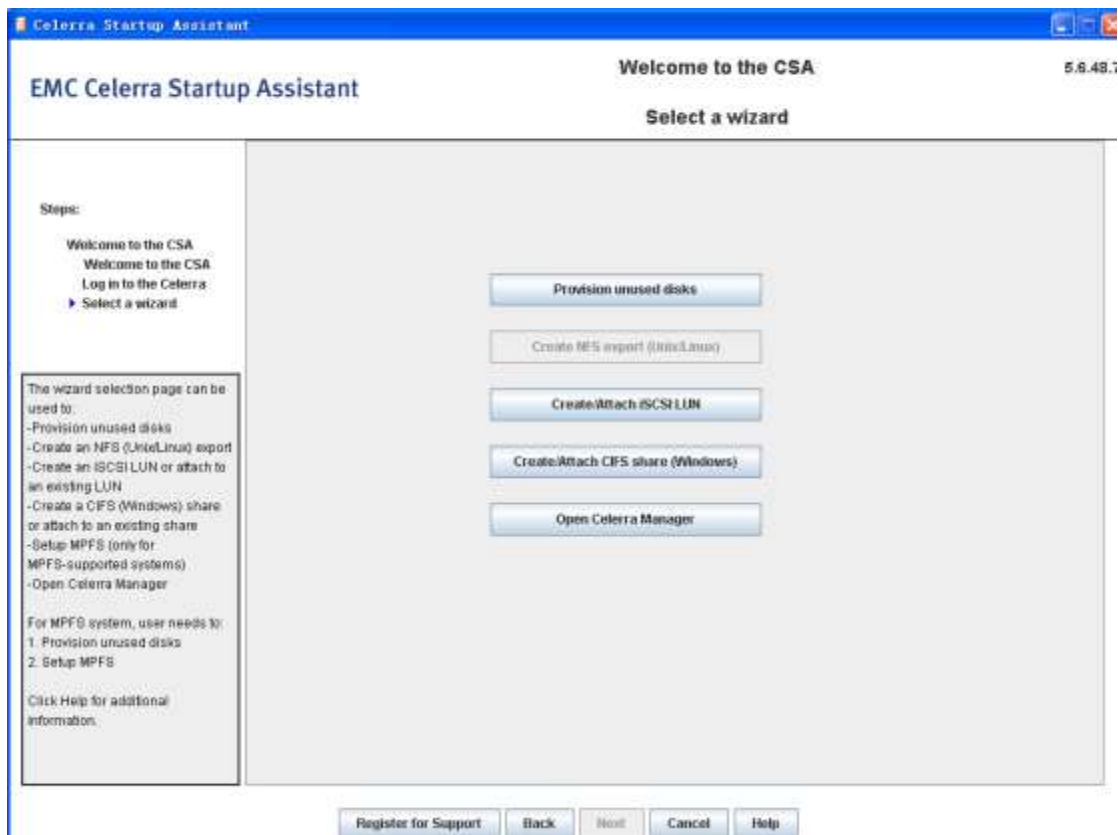 Celerra Startup Assistant
EMC Celerra Startup Assistant
Welcome to the CSA
5.6.48.7
Select a wizard
Steps:
Welcome to the CSA
Welcome to the CSA
Log in to the Celerra
Select a wizard
The wizard selection page can be
used to:
-Provision unused disks
-Create an NFS (Unix/Linux) export
-Create an iSCSI LUN or attach to
an existing LUN
-Create a CIFS (Windows) share
or attach to an existing share
-Setup MPFS (only for
MPFS-supported systems)
-Open Celerra Manager
For MPFS system, user needs to:
1. Provision unused disks
2. Setup MPFS
Click Help for additional
information.
Provision unused disks
Create NFS export (Unix/Linux)
Create/Attach iSCSI LUN
Create/Attach CIFS share (Windows)
Open Celerra Manager
Register for Support
Back
Next
Cancel
Help